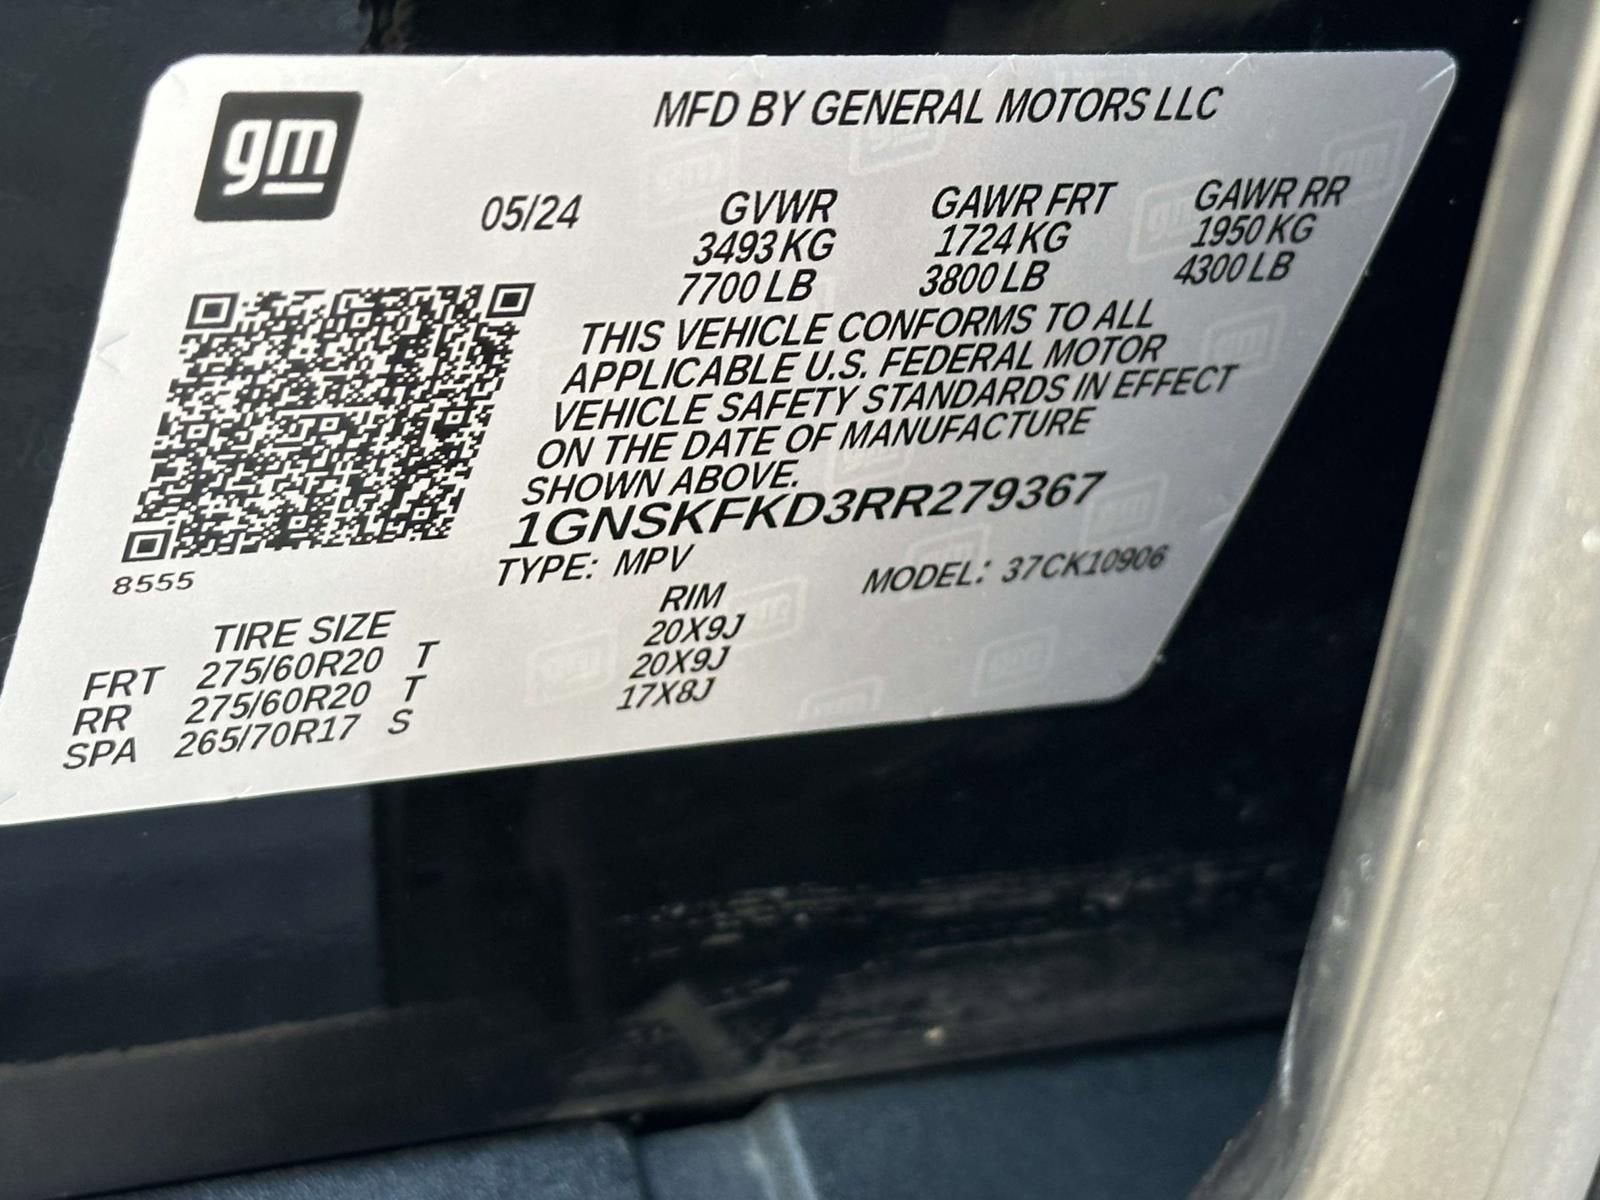 gm
MFD BY GENERAL MOTORS LLC
05/24 GVWR GAWR FRT GAWR RR
3493 KG 1724 KG 1950 KG
7700 LB 3800 LB 4300 LB
THIS VEHICLE CONFORMS TO ALL
APPLICABLE U.S. FEDERAL MOTOR
VEHICLE SAFETY STANDARDS IN EFFECT
ON THE DATE OF MANUFACTURE
SHOWN ABOVE.
1GNSKFKD3RR279367
TYPE: MPV MODEL: 37CK10906
8555
TIRE SIZE RIM
FRT 275/60R20 T 20X9J
RR 275/60R20 T 20X9J
SPA 265/70R17 S 17X8J